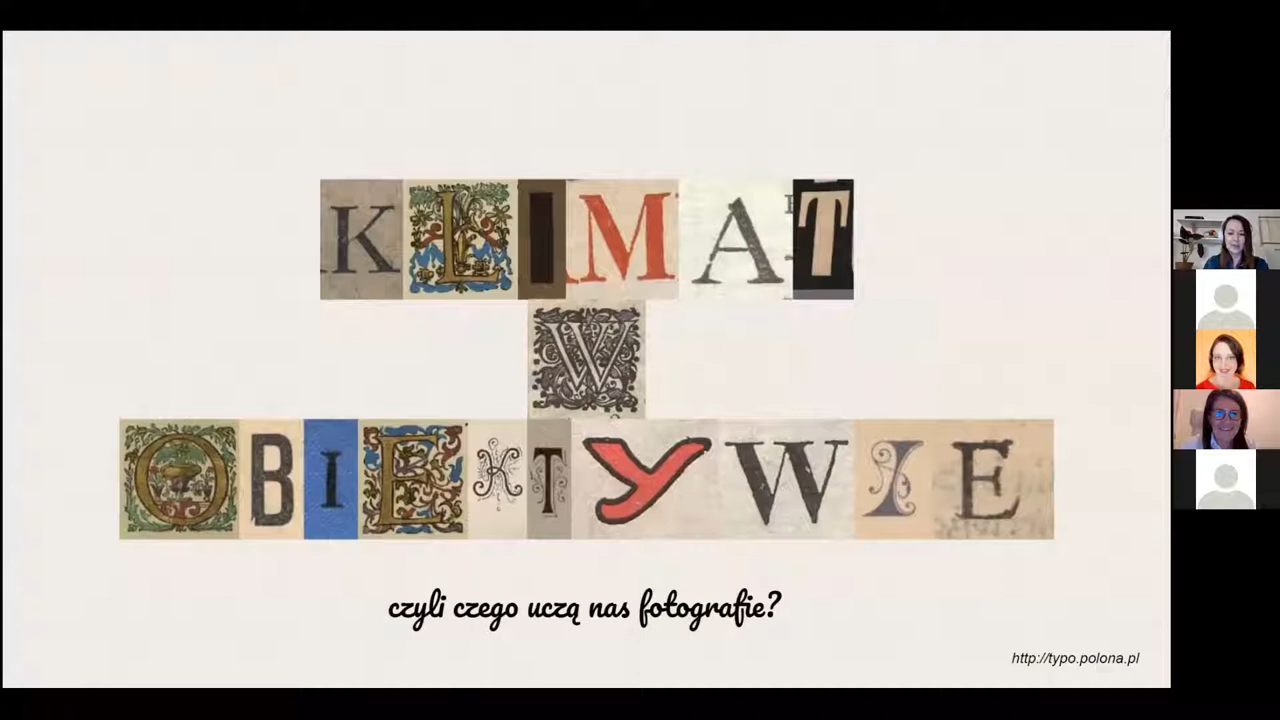 KLIMAT
W
OBIEKTYWIE
czyli czego uczą nas fotografie?
http://typo.polona.pl